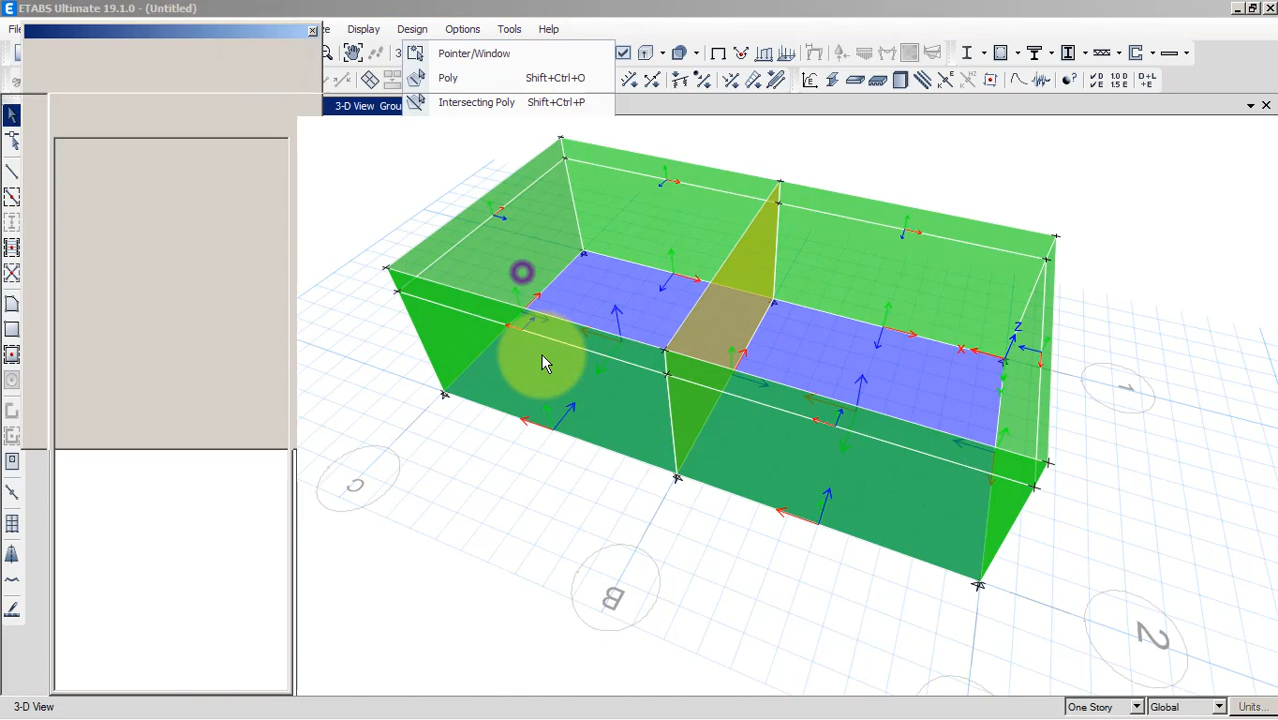 ETABS Ultimate 19.1.0 - (Untitled)
Display Design Options Tools Help
Pointer/Window
Poly Shift+Ctrl+O
Intersecting Poly Shift+Ctrl+P
3-D View
Z
X
1
C
B
2
3-D View
One Story
Global
Units...